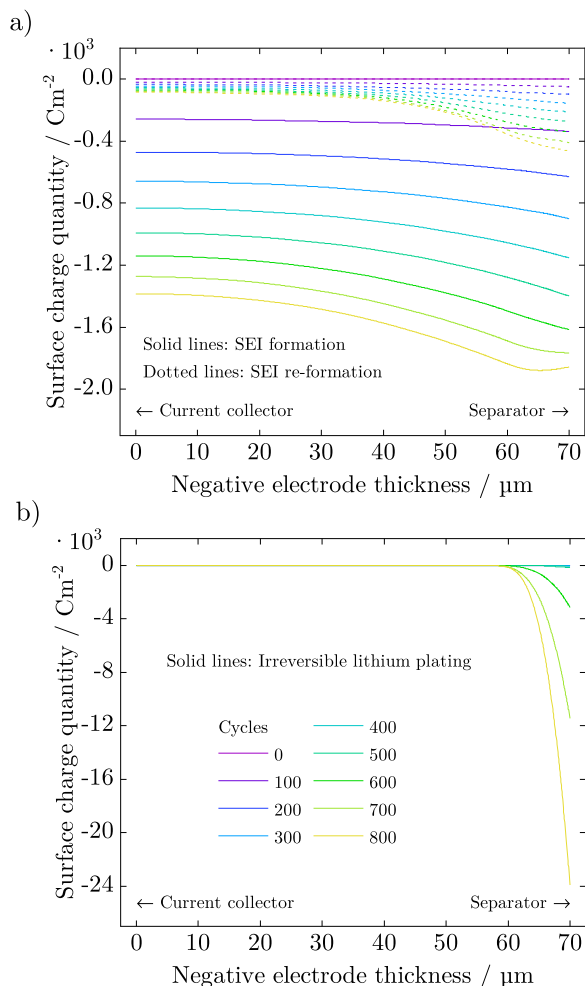 a)
· 10³
0.0
-0.4
-0.8
-1.2
-1.6
-2.0
Surface charge quantity / Cm⁻²
Solid lines: SEI formation
Dotted lines: SEI re-formation
← Current collector Separator →
0 10 20 30 40 50 60 70
Negative electrode thickness / µm
b)
· 10³
0
-4
-8
-12
-16
-20
-24
Surface charge quantity / Cm⁻²
Solid lines: Irreversible lithium plating
Cycles
0
100
200
300
400
500
600
700
800
← Current collector Separator →
0 10 20 30 40 50 60 70
Negative electrode thickness / µm